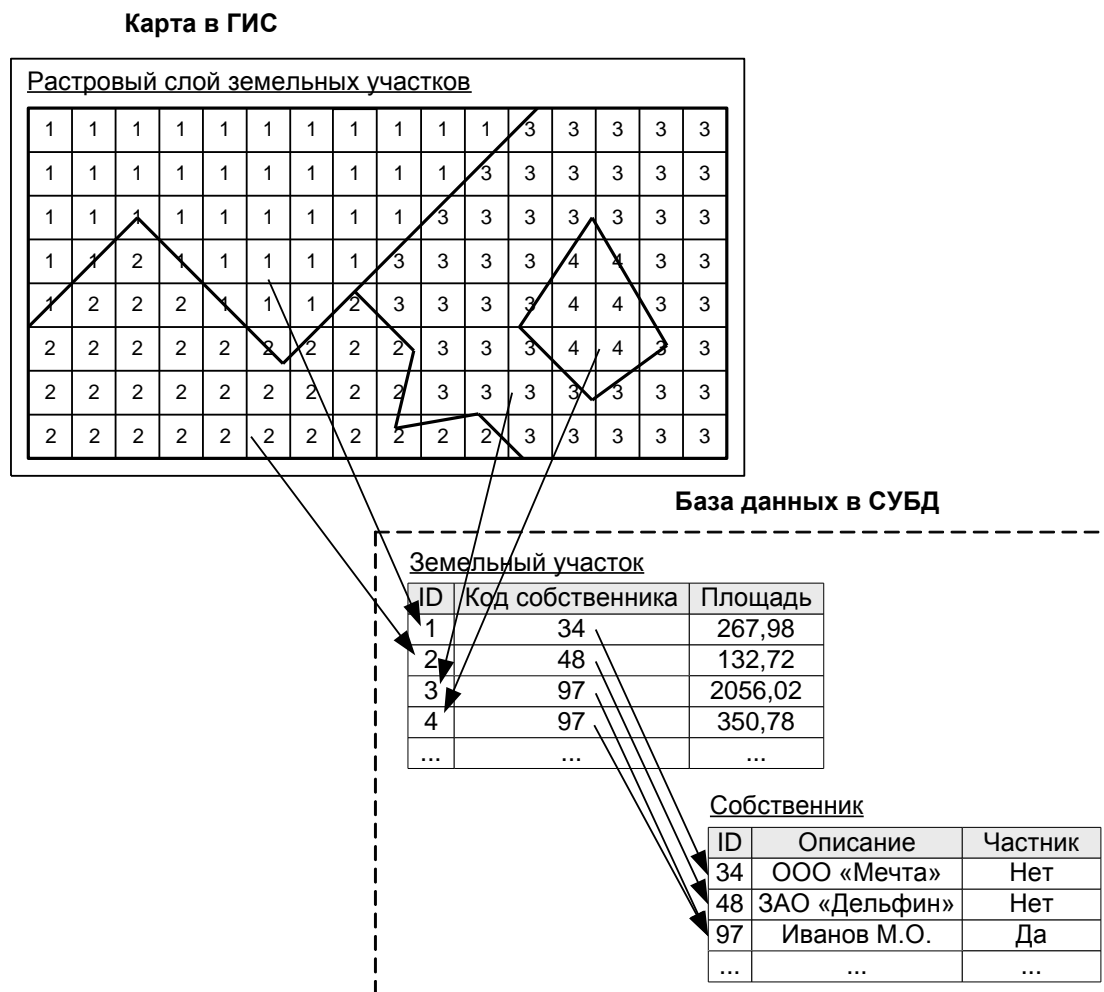 Карта в ГИС
Растровый слой земельных участков
1 1 1 1 1 1 1 1 1 1 1 3 3 3 3 3
1 1 1 1 1 1 1 1 1 1 3 3 3 3 3 3
1 1 1 1 1 1 1 1 1 3 3 3 3 3 3 3
1 1 2 1 1 1 1 1 3 3 3 3 4 4 3 3
1 2 2 2 1 1 1 2 3 3 3 3 4 4 3 3
2 2 2 2 2 2 2 2 2 3 3 3 4 4 3 3
2 2 2 2 2 2 2 2 2 3 3 3 3 3 3 3
2 2 2 2 2 2 2 2 2 2 2 3 3 3 3 3
База данных в СУБД
Земельный участок
ID Код собственника Площадь
1 34 267,98
2 48 132,72
3 97 2056,02
4 97 350,78
... ... ...
Собственник
ID Описание Частник
34 ООО «Мечта» Нет
48 ЗАО «Дельфин» Нет
97 Иванов М.О. Да
... ... ...